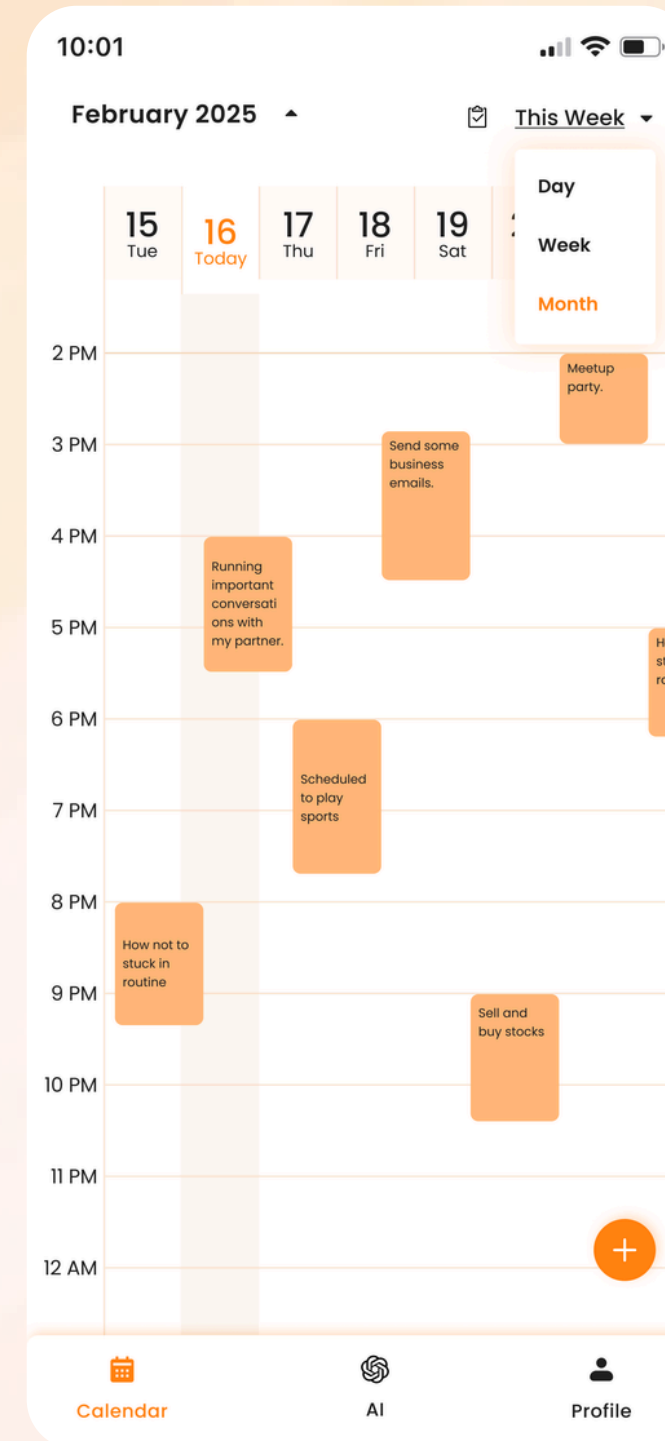 10:01
February 2025
This Week
Day
Week
Month
15
Tue
16
Today
17
Thu
18
Fri
19
Sat
2 PM
Meetup
party.
3 PM
Send some
business
emails.
4 PM
Running
important
conversati
ons with
my partner.
5 PM
6 PM
Scheduled
to play
sports
7 PM
8 PM
How not to
stuck in
routine
9 PM
Sell and
buy stocks
10 PM
11 PM
12 AM
Calendar
AI
Profile